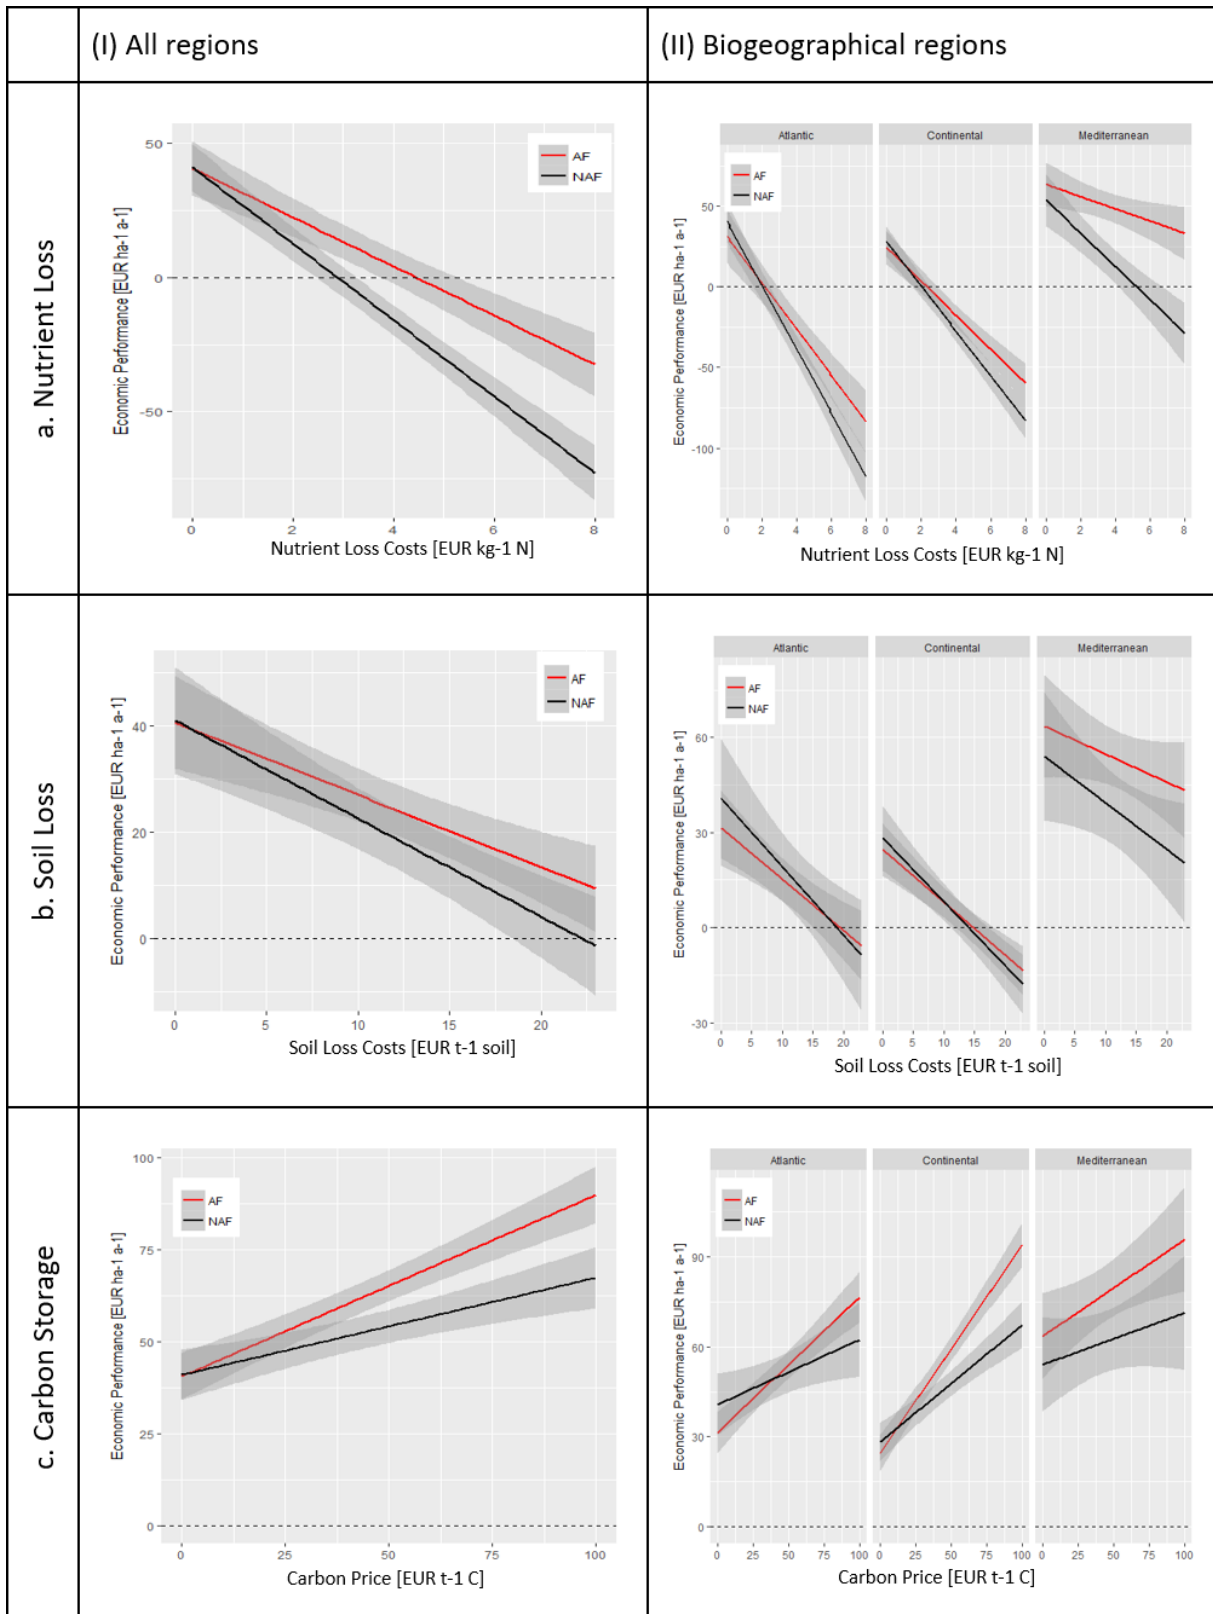 (I) All regions
(II) Biogeographical regions
a. Nutrient Loss
50
0
-50
Economic Performance [EUR ha-1 a-1]
AF
NAF
0 2 4 6 8
Nutrient Loss Costs [EUR kg-1 N]
Atlantic Continental Mediterranean
AF
NAF
50
0
-50
-100
Economic Performance [EUR ha-1 a-1]
0 2 4 6 8 0 2 4 6 8 0 2 4 6 8
Nutrient Loss Costs [EUR kg-1 N]
b. Soil Loss
40
20
0
Economic Performance [EUR ha-1 a-1]
AF
NAF
0 5 10 15 20
Soil Loss Costs [EUR t-1 soil]
Atlantic Continental Mediterranean
AF
NAF
60
30
0
-30
Economic Performance [EUR ha-1 a-1]
0 5 10 15 20 0 5 10 15 20 0 5 10 15 20
Soil Loss Costs [EUR t-1 soil]
c. Carbon Storage
100
75
50
25
0
Economic Performance [EUR ha-1 a-1]
AF
NAF
0 25 50 75 100
Carbon Price [EUR t-1 C]
Atlantic Continental Mediterranean
AF
NAF
90
60
30
0
Economic Performance [EUR ha-1 a-1]
0 25 50 75 100 0 25 50 75 100 0 25 50 75 100
Carbon Price [EUR t-1 C]